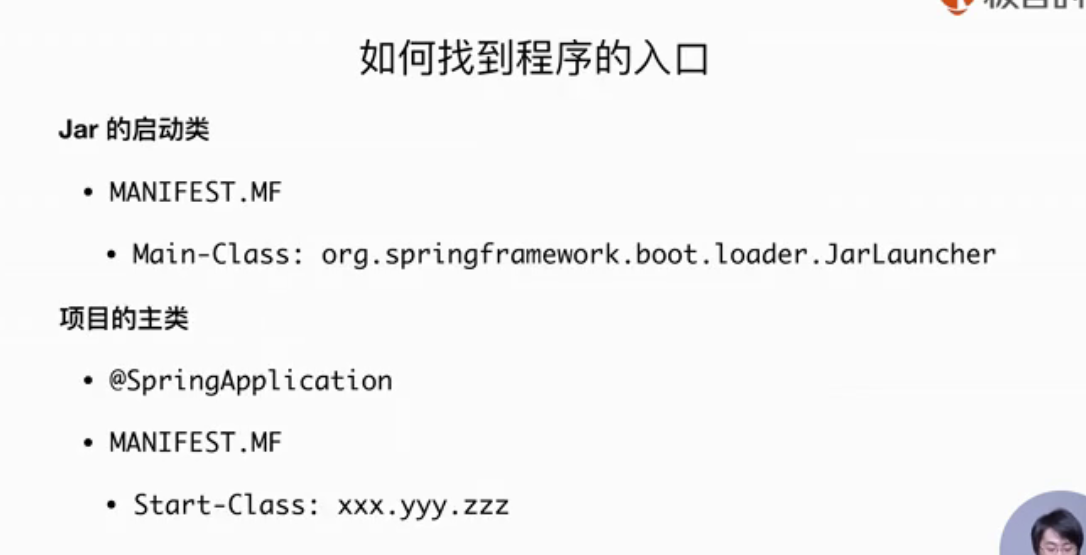 如何找到程序的入口
Jar 的启动类
• MANIFEST.MF
• Main-Class: org.springframework.boot.loader.JarLauncher
项目的主类
• @SpringApplication
• MANIFEST.MF
• Start-Class: xxx.yyy.zzz